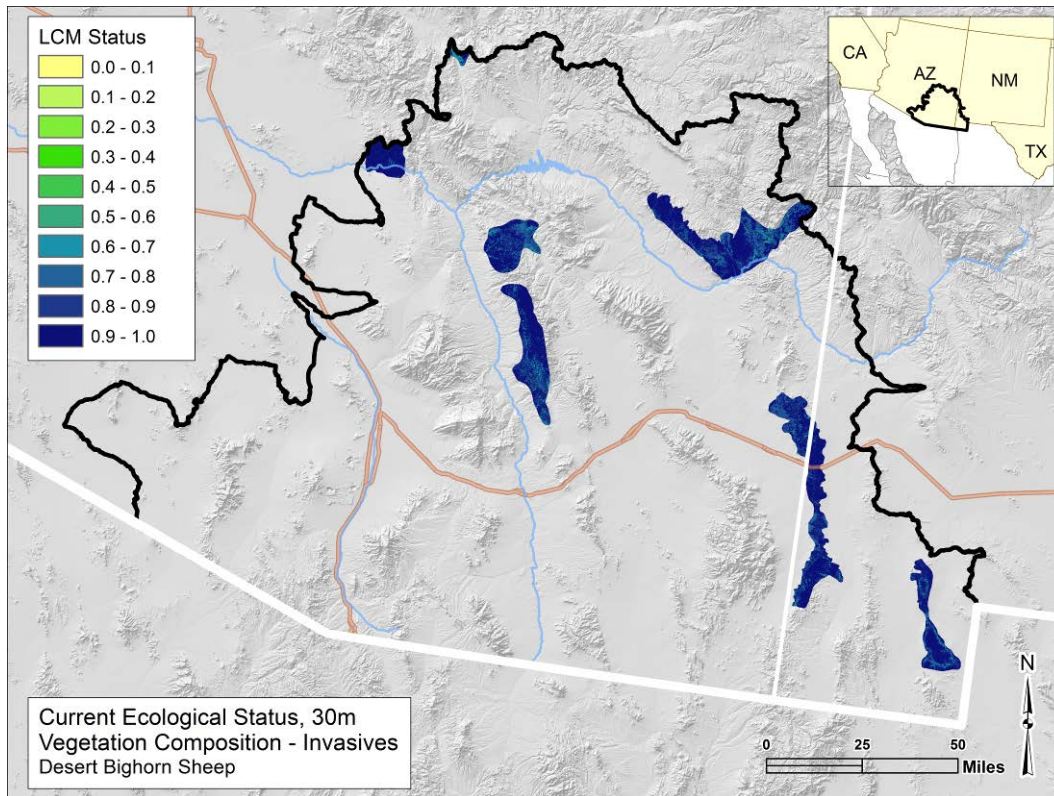 LCM Status
0.0 - 0.1
0.1 - 0.2
0.2 - 0.3
0.3 - 0.4
0.4 - 0.5
0.5 - 0.6
0.6 - 0.7
0.7 - 0.8
0.8 - 0.9
0.9 - 1.0
CA
AZ
NM
TX
Current Ecological Status, 30m
Vegetation Composition - Invasives
Desert Bighorn Sheep
N
0 25 50
Miles